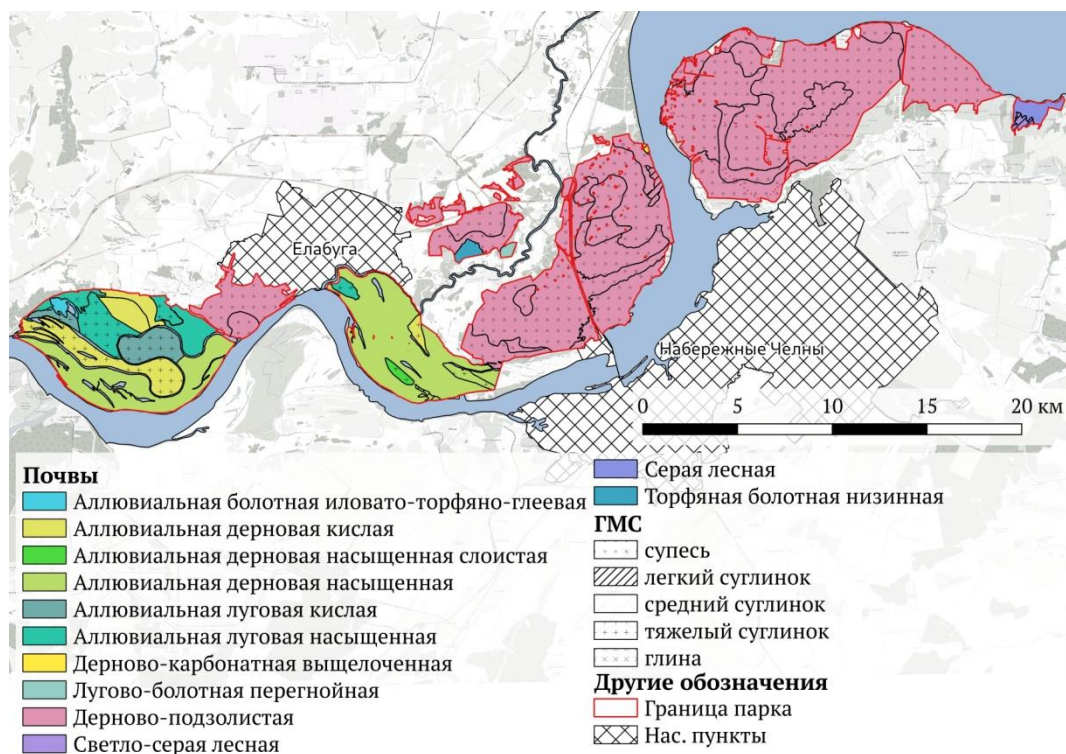 Елабуга
Набережные Челны
0 5 10 15 20 км
Почвы
Аллювиальная болотная иловато-торфяно-глеевая
Аллювиальная дерновая кислая
Аллювиальная дерновая насыщенная слоистая
Аллювиальная дерновая насыщенная
Аллювиальная луговая кислая
Аллювиальная луговая насыщенная
Дерново-карбонатная выщелоченная
Лугово-болотная перегнойная
Дерново-подзолистая
Светло-серая лесная
Серая лесная
Торфяная болотная низинная
ГМС
супесь
легкий суглинок
средний суглинок
тяжелый суглинок
глина
Другие обозначения
Граница парка
Нас. пункты